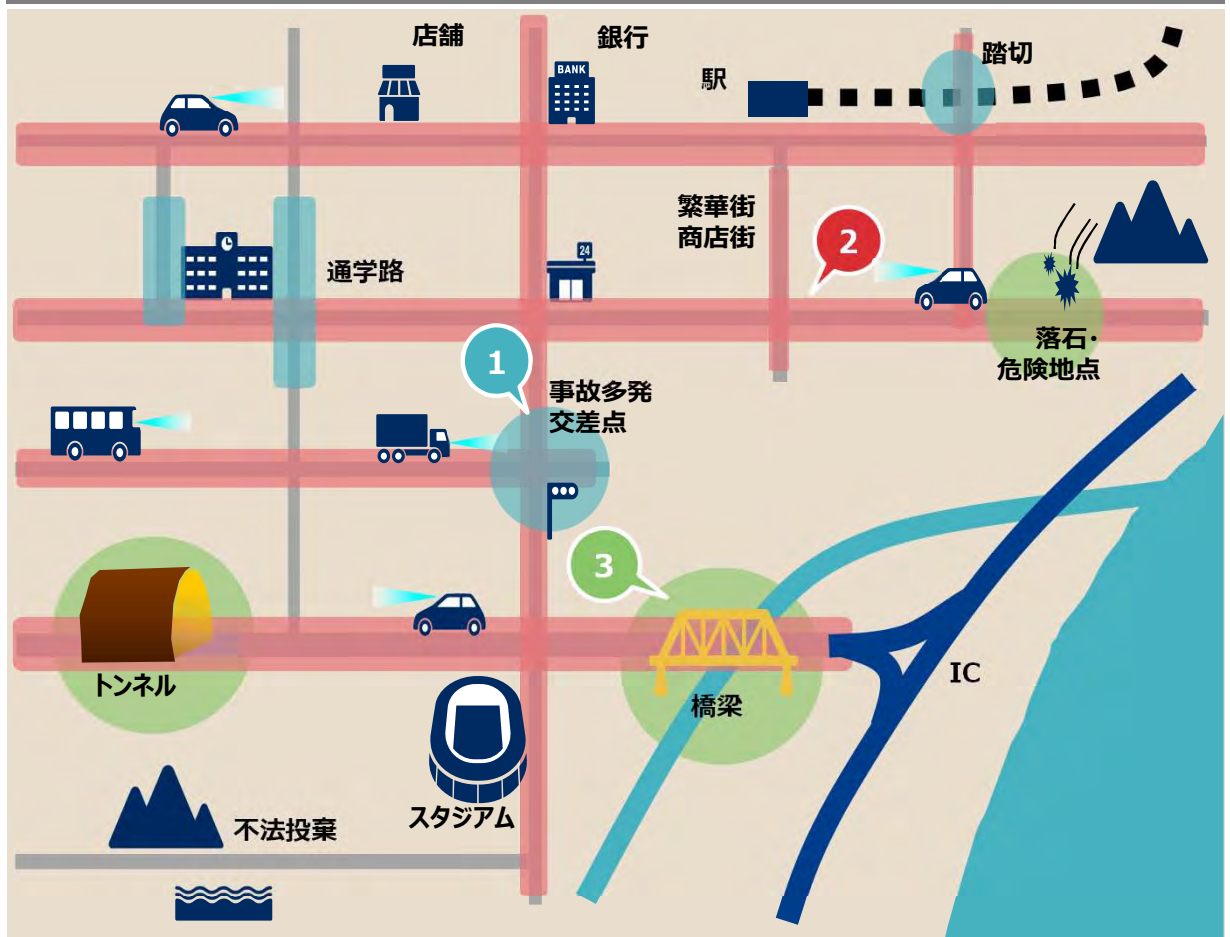 店舗
銀行
BANK
駅
踏切
繁華街
商店街
2
24
通学路
落石・
危険地点
1
事故多発
交差点
3
トンネル
橋梁
IC
スタジアム
不法投棄